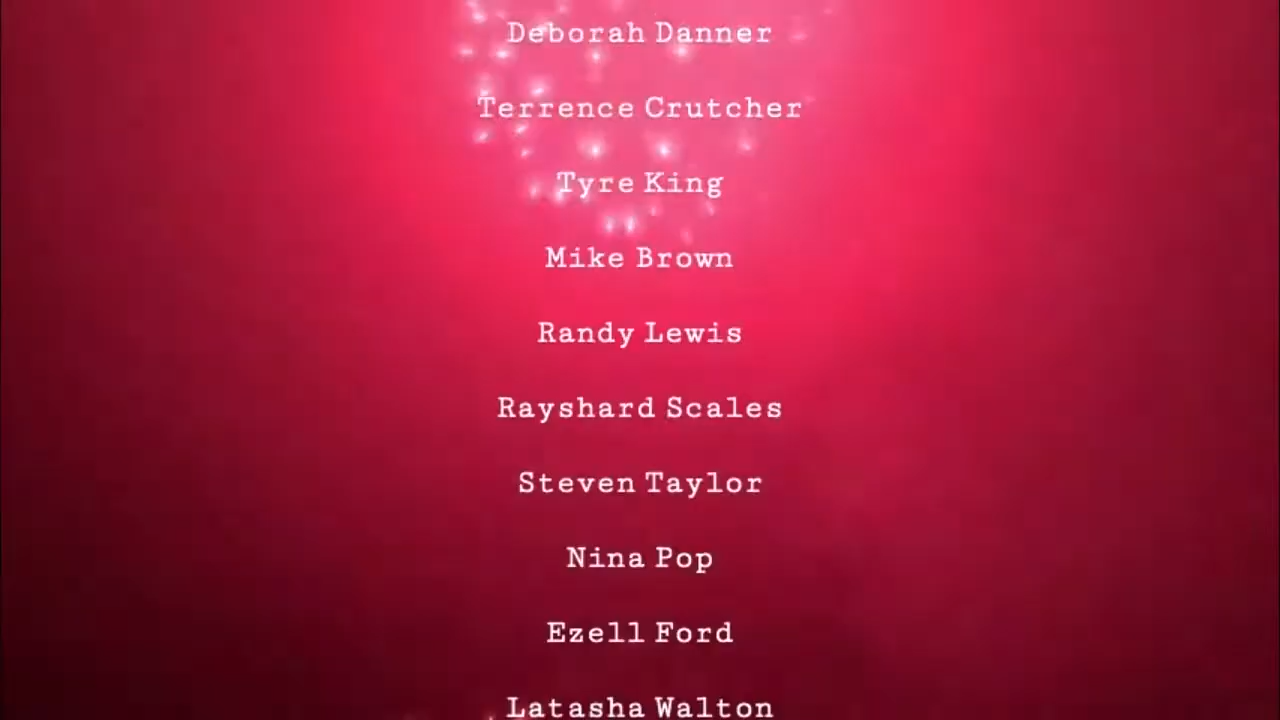 Deborah Danner
Terrence Crutcher
Tyre King
Mike Brown
Randy Lewis
Rayshard Scales
Steven Taylor
Nina Pop
Ezell Ford
Latasha Walton